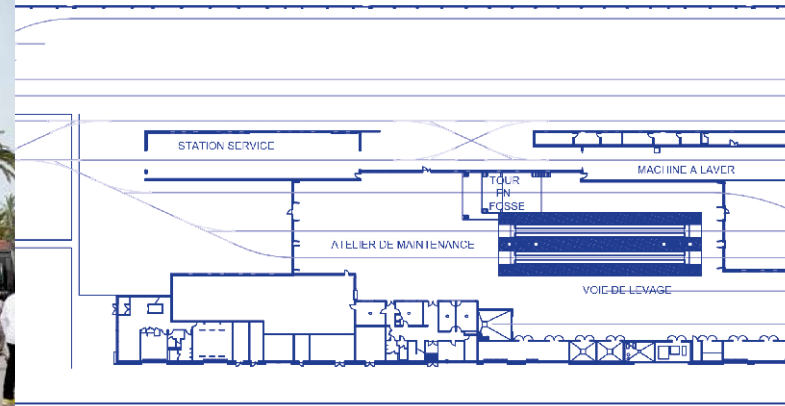 STATION SERVICE
MACHINE A LAVER
TOUR
EN
FOSSE
ATELIER DE MAINTENANCE
VOIE DE LEVAGE